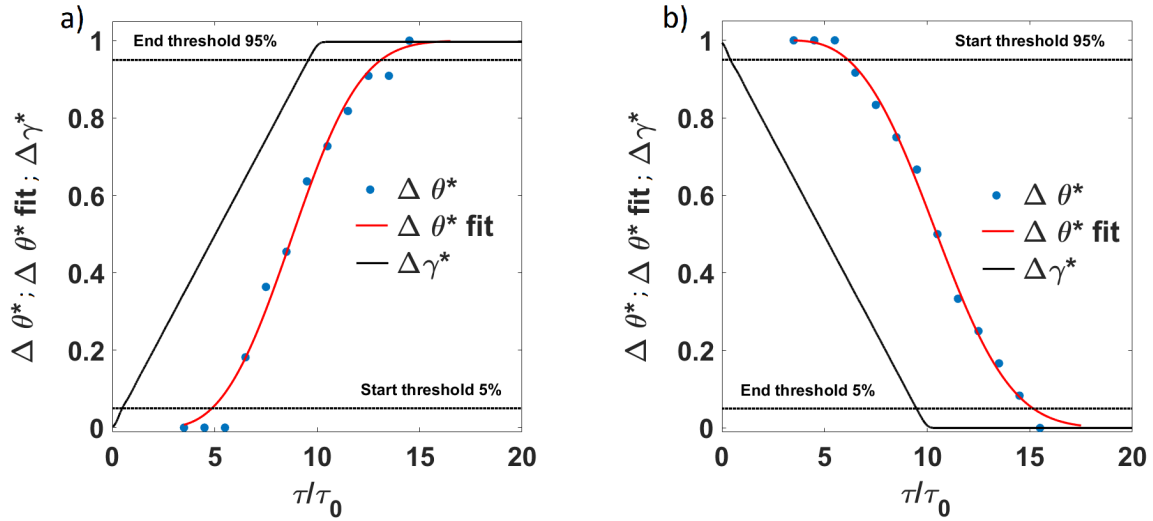 a)
End threshold 95%
Start threshold 5%
Δ θ*
Δ θ* fit
Δγ*
Δ θ*; Δ θ* fit ; Δγ*
1
0.8
0.6
0.4
0.2
0
0 5 10 15 20
τ/τ0
b)
Start threshold 95%
End threshold 5%
Δ θ*
Δ θ* fit
Δγ*
Δ θ*; Δ θ* fit ; Δγ*
1
0.8
0.6
0.4
0.2
0
0 5 10 15 20
τ/τ0